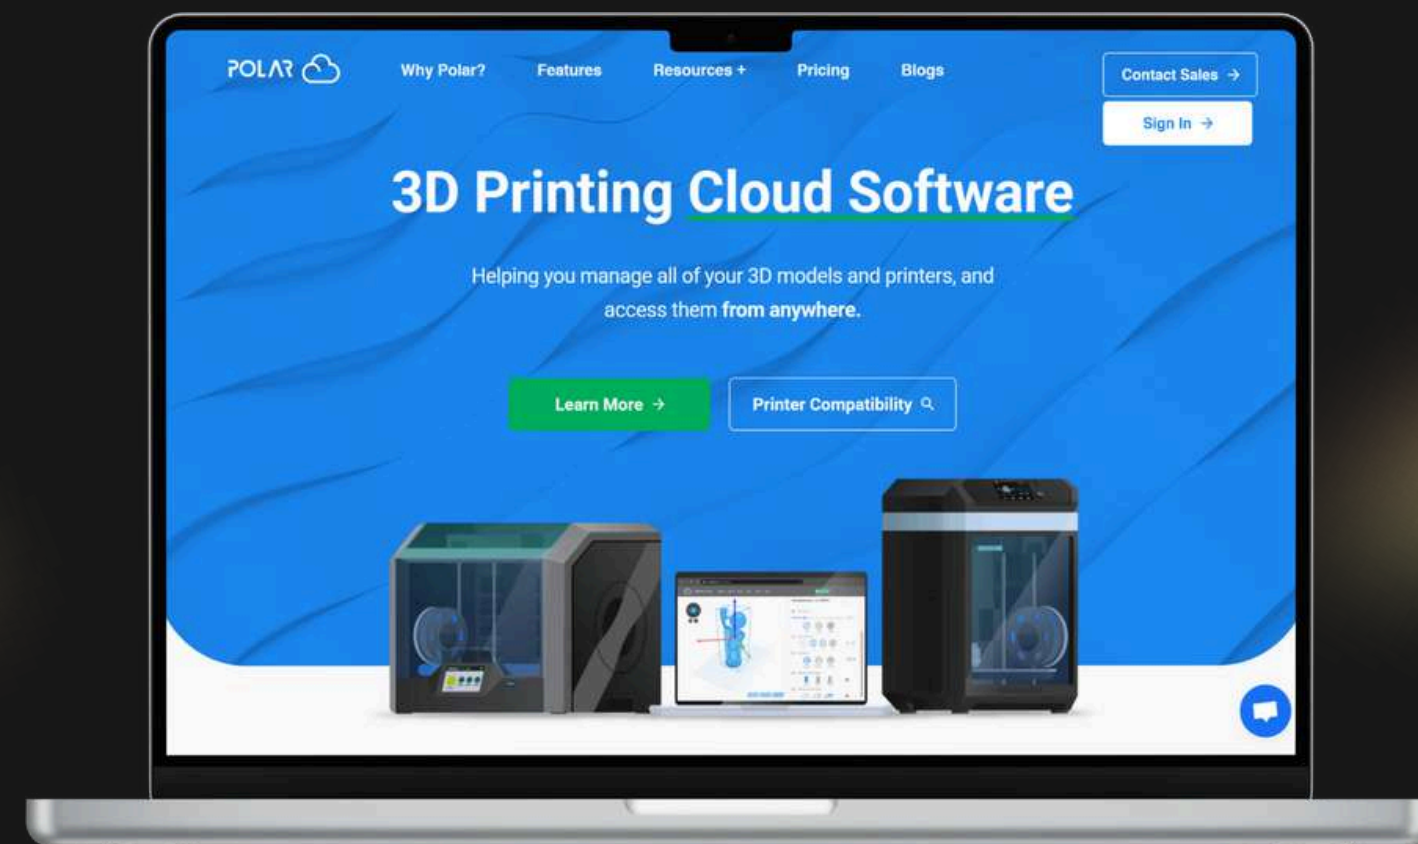 POLAR
Why Polar?
Features
Resources +
Pricing
Blogs
Contact Sales →
Sign In →
3D Printing Cloud Software
Helping you manage all of your 3D models and printers, and
access them from anywhere.
Learn More →
Printer Compatibility